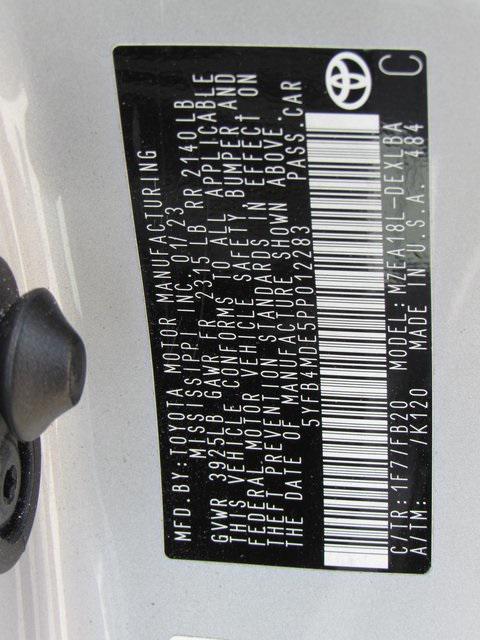 MFD. BY: TOYOTA MOTOR MANUFACTURING
MISSISSIPPI, INC. 01/23
GVWR 3925LB GAWR FR 2315 LB RR 2140 LB
THIS VEHICLE CONFORMS TO ALL APPLICABLE
FEDERAL MOTOR VEHICLE SAFETY, BUMPER AND
THEFT PREVENTION STANDARDS IN EFFECT ON
THE DATE OF MANUFACTURE SHOWN ABOVE.
5YFB4MDE5PP012283 PASS.CAR
C/TR: 1F7/FB20 MODEL: MZEA18L-DEXLBA
A/TM: /K120 MADE IN U.S.A. 484
C